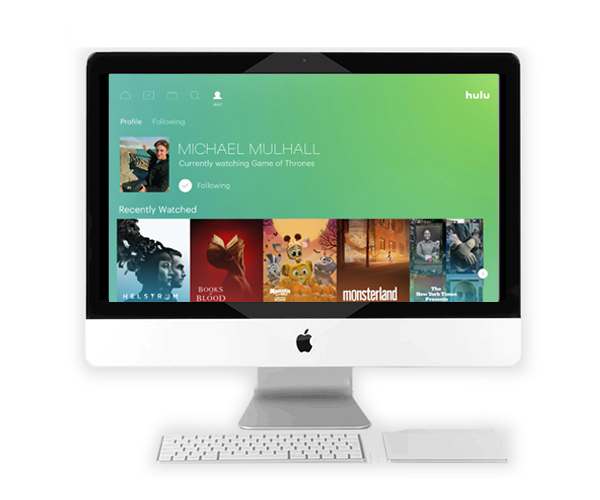 hulu
Profile Following
MICHAEL MULHALL
Currently watching Game of Thrones
Following
Recently Watched
HELSTROM
BOOKS
of
BLOOD
monsterland
The
New York Times
Presents